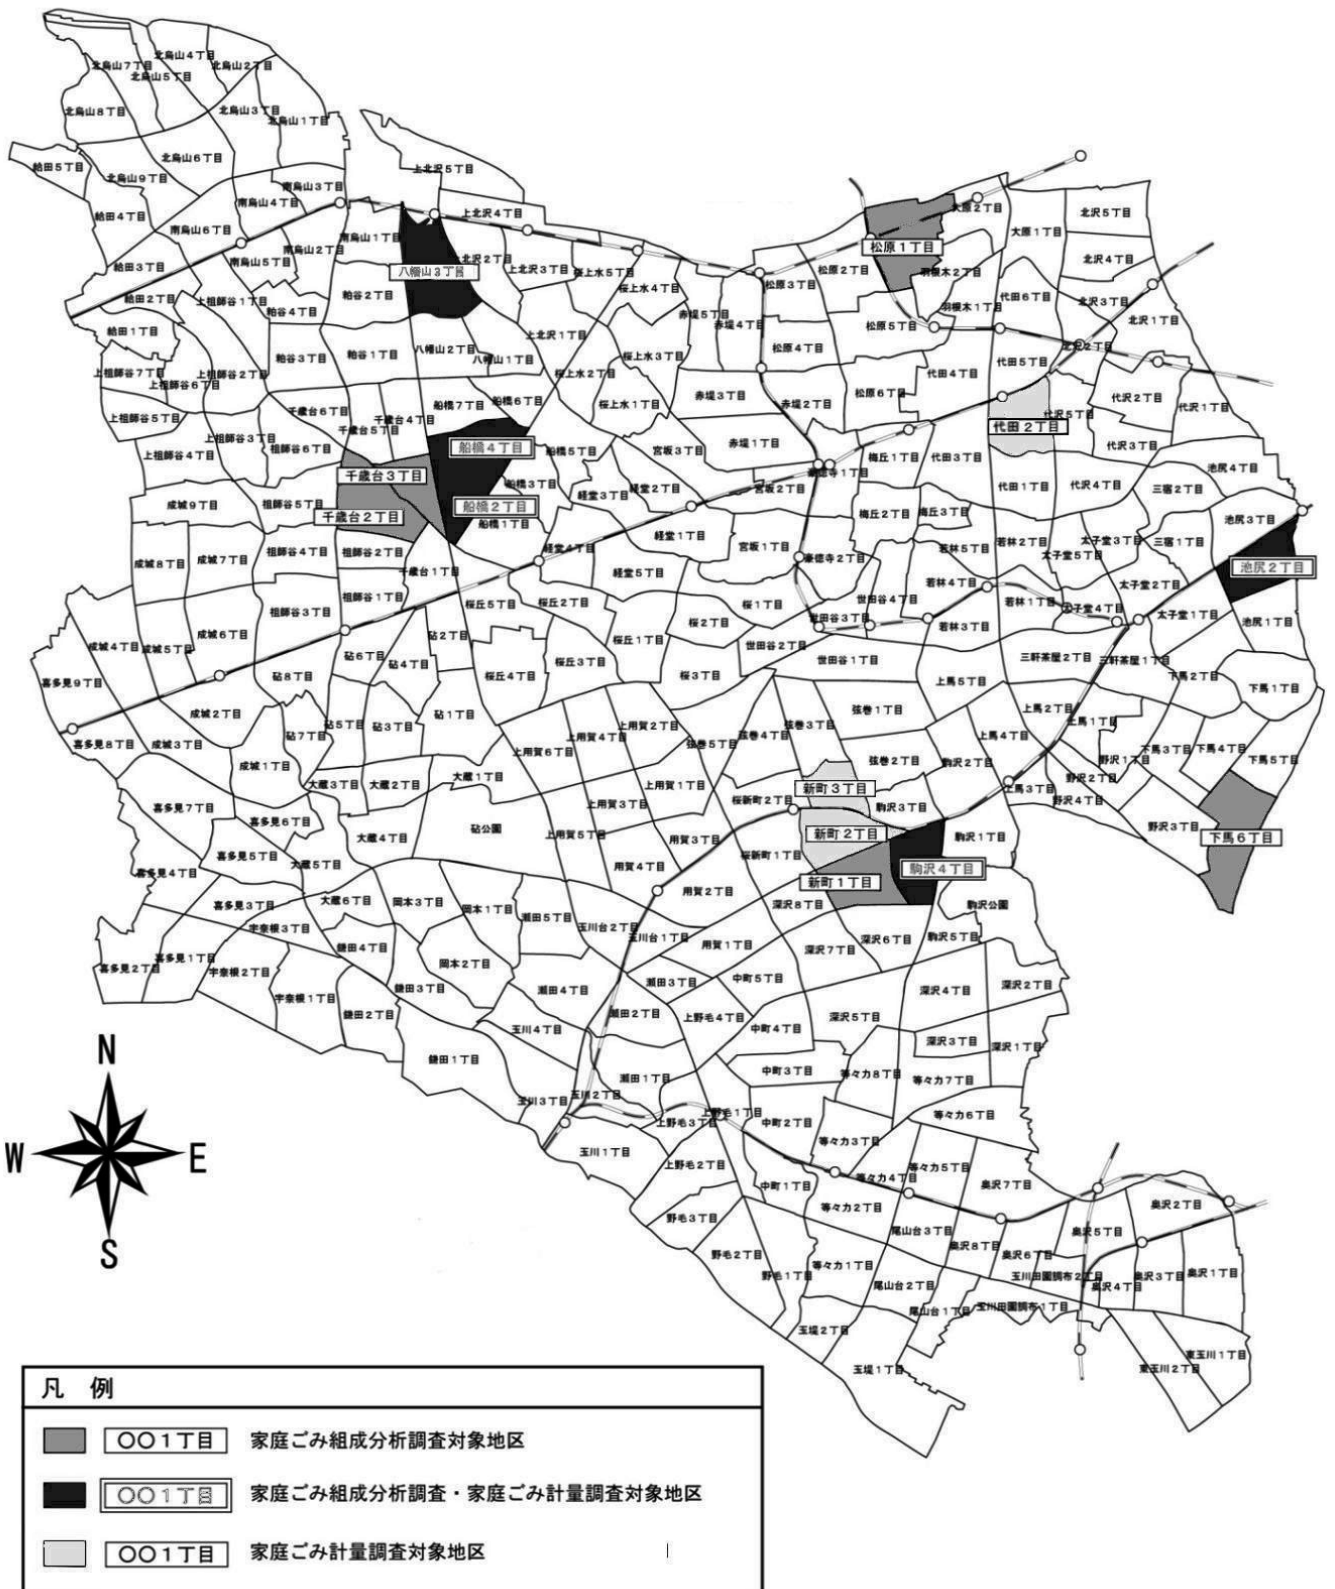 北烏山4丁目
北烏山7丁目
北烏山2丁目
北烏山5丁目
北烏山8丁目
北烏山3丁目
北烏山1丁目
北烏山6丁目
給田5丁目
北烏山9丁目
上北沢5丁目
南烏山3丁目
南烏山4丁目
給田4丁目
上北沢4丁目
大原2丁目
北沢5丁目
南烏山6丁目
南烏山1丁目
大原1丁目
南烏山2丁目
松原1丁目
南烏山5丁目
給田3丁目
八幡山3丁目
上北沢2丁目
上北沢3丁目
桜上水5丁目
松原2丁目
羽根木2丁目
北沢4丁目
松原3丁目
桜上水4丁目
給田2丁目
上祖師谷1丁目
粕谷2丁目
代田6丁目
北沢3丁目
羽根木1丁目
粕谷4丁目
赤堤5丁目
赤堤4丁目
松原5丁目
北沢1丁目
給田1丁目
上北沢1丁目
北沢2丁目
粕谷3丁目
粕谷1丁目
八幡山2丁目
八幡山1丁目
桜上水3丁目
松原4丁目
代田5丁目
上祖師谷7丁目
上祖師谷2丁目
上祖師谷6丁目
桜上水2丁目
代田4丁目
赤堤3丁目
松原6丁目
代沢2丁目
船橋7丁目
船橋6丁目
桜上水1丁目
赤堤2丁目
代沢1丁目
千歳台6丁目
千歳台4丁目
代沢5丁目
上祖師谷5丁目
千歳台5丁目
代田2丁目
上祖師谷3丁目
船橋4丁目
赤堤1丁目
代沢3丁目
祖師谷6丁目
船橋5丁目
宮坂3丁目
上祖師谷4丁目
梅丘1丁目
代田3丁目
池尻4丁目
千歳台3丁目
豪徳寺1丁目
船橋3丁目
経堂2丁目
宮坂2丁目
代田1丁目
代沢4丁目
三宿2丁目
経堂3丁目
成城9丁目
祖師谷5丁目
船橋2丁目
千歳台2丁目
梅丘2丁目
梅丘3丁目
池尻3丁目
船橋1丁目
経堂1丁目
太子堂3丁目
三宿1丁目
若林2丁目
経堂4丁目
宮坂1丁目
若林5丁目
祖師谷4丁目
祖師谷2丁目
太子堂5丁目
豪徳寺2丁目
成城8丁目
成城7丁目
池尻2丁目
千歳台1丁目
経堂5丁目
若林4丁目
太子堂2丁目
祖師谷1丁目
桜丘5丁目
桜丘2丁目
桜1丁目
世田谷4丁目
若林1丁目
太子堂4丁目
祖師谷3丁目
太子堂1丁目
世田谷3丁目
池尻1丁目
桜2丁目
若林3丁目
成城6丁目
砧2丁目
桜丘1丁目
成城4丁目
成城5丁目
世田谷2丁目
砧6丁目
三軒茶屋2丁目
三軒茶屋1丁目
砧4丁目
桜丘3丁目
世田谷1丁目
桜丘4丁目
桜3丁目
砧8丁目
下馬2丁目
喜多見9丁目
上馬5丁目
下馬1丁目
弦巻1丁目
上馬2丁目
成城2丁目
砧1丁目
砧5丁目
砧3丁目
上用賀2丁目
弦巻3丁目
上馬1丁目
砧7丁目
上用賀4丁目
弦巻4丁目
上馬4丁目
喜多見8丁目
成城3丁目
弦巻5丁目
上用賀6丁目
下馬3丁目
下馬4丁目
弦巻2丁目
駒沢2丁目
野沢1丁目
下馬5丁目
成城1丁目
大蔵1丁目
野沢2丁目
大蔵3丁目
大蔵2丁目
上用賀1丁目
新町3丁目
上馬3丁目
桜新町2丁目
野沢4丁目
上用賀3丁目
喜多見7丁目
駒沢3丁目
喜多見6丁目
砧公園
野沢3丁目
新町2丁目
上用賀5丁目
駒沢1丁目
大蔵4丁目
用賀3丁目
下馬6丁目
喜多見5丁目
桜新町1丁目
大蔵5丁目
用賀4丁目
駒沢4丁目
喜多見4丁目
新町1丁目
用賀2丁目
大蔵6丁目
岡本3丁目
喜多見3丁目
深沢8丁目
駒沢公園
岡本1丁目
瀬田5丁目
玉川台2丁目
宇奈根3丁目
玉川台1丁目
駒沢5丁目
深沢6丁目
用賀1丁目
鎌田4丁目
深沢7丁目
喜多見1丁目
喜多見2丁目
岡本2丁目
宇奈根2丁目
中町5丁目
瀬田3丁目
深沢2丁目
鎌田3丁目
瀬田4丁目
深沢4丁目
宇奈根1丁目
鎌田2丁目
瀬田2丁目
上野毛4丁目
深沢5丁目
玉川4丁目
中町4丁目
深沢3丁目
深沢1丁目
鎌田1丁目
中町3丁目
等々力8丁目
瀬田1丁目
等々力7丁目
玉川2丁目
玉川3丁目
上野毛1丁目
等々力6丁目
上野毛3丁目
中町2丁目
等々力3丁目
玉川1丁目
上野毛2丁目
等々力5丁目
等々力4丁目
中町1丁目
奥沢7丁目
等々力2丁目
奥沢2丁目
野毛3丁目
尾山台3丁目
奥沢5丁目
奥沢8丁目
野毛2丁目
奥沢6丁目
等々力1丁目
野毛1丁目
玉川田園調布2丁目
奥沢3丁目
奥沢1丁目
尾山台2丁目
奥沢4丁目
尾山台1丁目
玉川田園調布1丁目
玉堤2丁目
東玉川1丁目
玉堤1丁目
東玉川2丁目
N
W
E
S
凡 例
○○1丁目 家庭ごみ組成分析調査対象地区
○○1丁目 家庭ごみ組成分析調査・家庭ごみ計量調査対象地区
○○1丁目 家庭ごみ計量調査対象地区